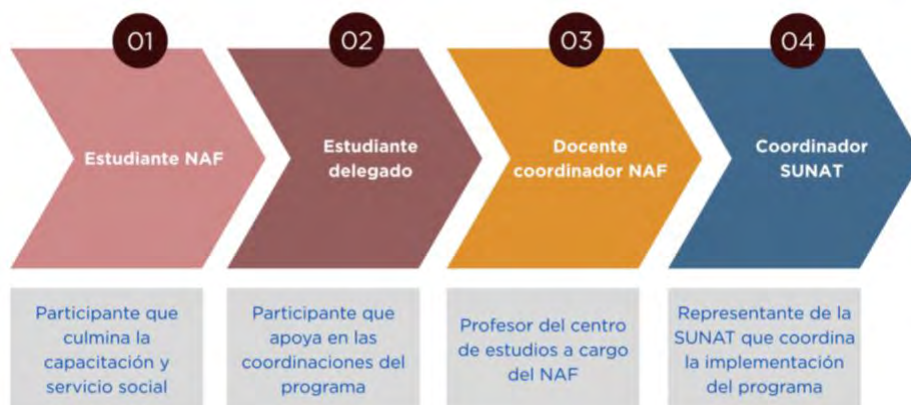 01
Estudiante NAF
Participante que
culmina la
capacitación y
servicio social
02
Estudiante
delegado
Participante que
apoya en las
coordinaciones del
programa
03
Docente
coordinador NAF
Profesor del centro
de estudios a cargo
del NAF
04
Coordinador
SUNAT
Representante de la
SUNAT que coordina
la implementación
del programa